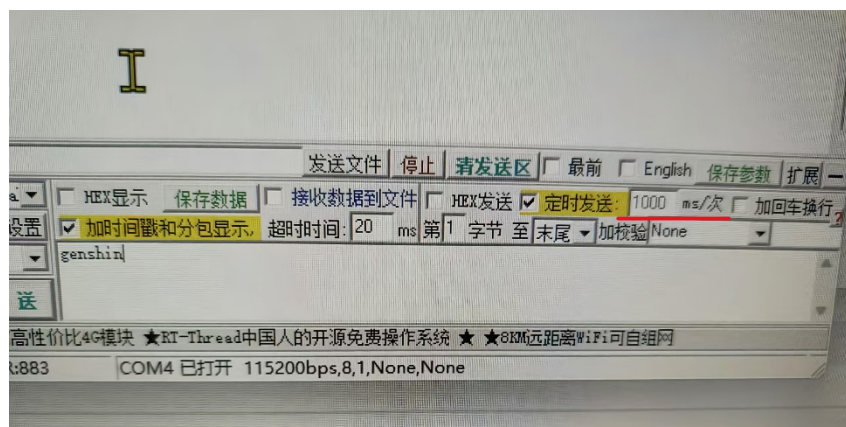 发送文件 停止 清发送区 最前 English 保存参数 扩展
HEX显示 保存数据 接收数据到文件 HEX发送 定时发送: 1000 ms/次 加回车换行
设置 加时间戳和分包显示, 超时时间: 20 ms 第1 字节 至 末尾 加校验 None
genshin
送
高性价比4G模块 ★RT-Thread中国人的开源免费操作系统 ★ ★8KM远距离WiFi可自组网
R:883 COM4 已打开 115200bps,8,1,None,None